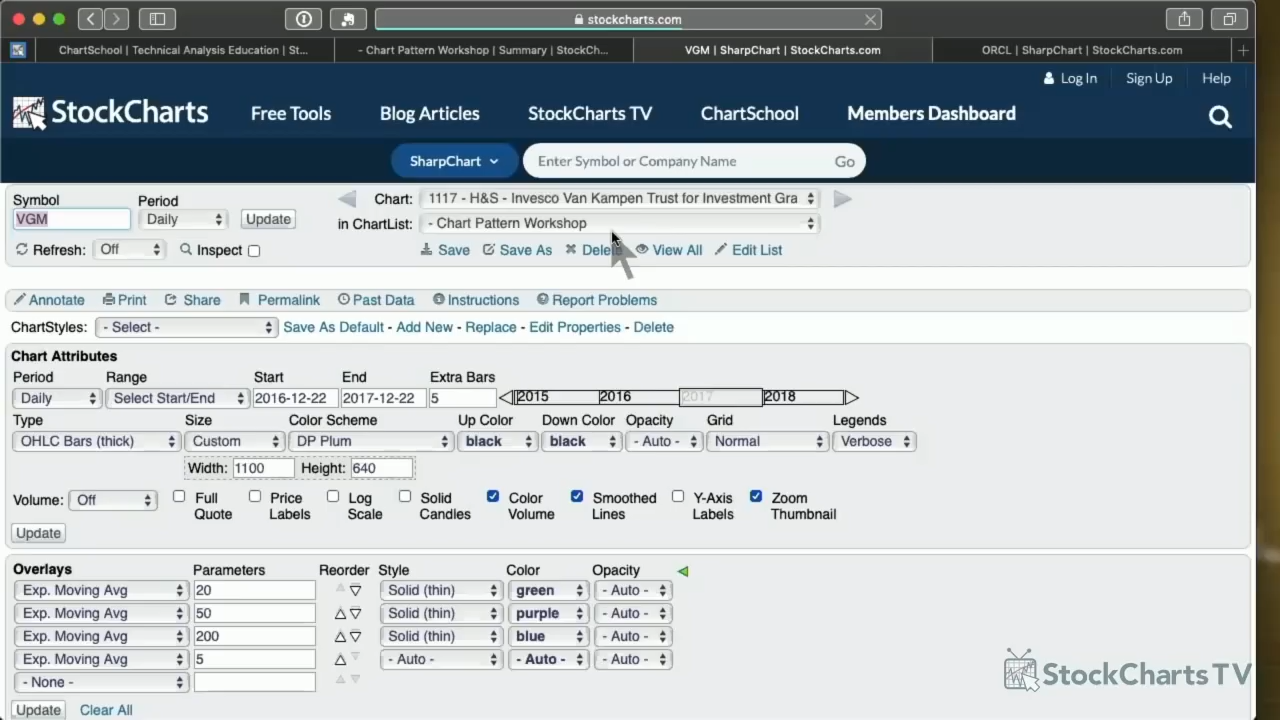 stockcharts.com
ChartSchool | Technical Analysis Education | St...
- Chart Pattern Workshop | Summary | StockCh...
VGM | SharpChart | StockCharts.com
ORCL | SharpChart | StockCharts.com
Log In Sign Up Help
StockCharts Free Tools Blog Articles StockCharts TV ChartSchool Members Dashboard
SharpChart Enter Symbol or Company Name Go
Symbol Period Chart: 1117 - H&S - Invesco Van Kampen Trust for Investment Gra
VGM Daily Update in ChartList: - Chart Pattern Workshop
Refresh: Off Inspect Save Save As Delete View All Edit List
Annotate Print Share Permalink Past Data Instructions Report Problems
ChartStyles: - Select - Save As Default - Add New - Replace - Edit Properties - Delete
Chart Attributes
Period Range Start End Extra Bars
Daily Select Start/End 2016-12-22 2017-12-22 5 2015 2016 2017 2018
Type Size Color Scheme Up Color Down Color Opacity Grid Legends
OHLC Bars (thick) Custom DP Plum black black - Auto - Normal Verbose
Width: 1100 Height: 640
Volume: Off Full Quote Price Labels Log Scale Solid Candles Color Volume Smoothed Lines Y-Axis Labels Zoom Thumbnail
Update
Overlays Parameters Reorder Style Color Opacity
Exp. Moving Avg 20 Solid (thin) green - Auto -
Exp. Moving Avg 50 Solid (thin) purple - Auto -
Exp. Moving Avg 200 Solid (thin) blue - Auto -
Exp. Moving Avg 5 - Auto - - Auto - - Auto -
- None -
Update Clear All
StockCharts TV